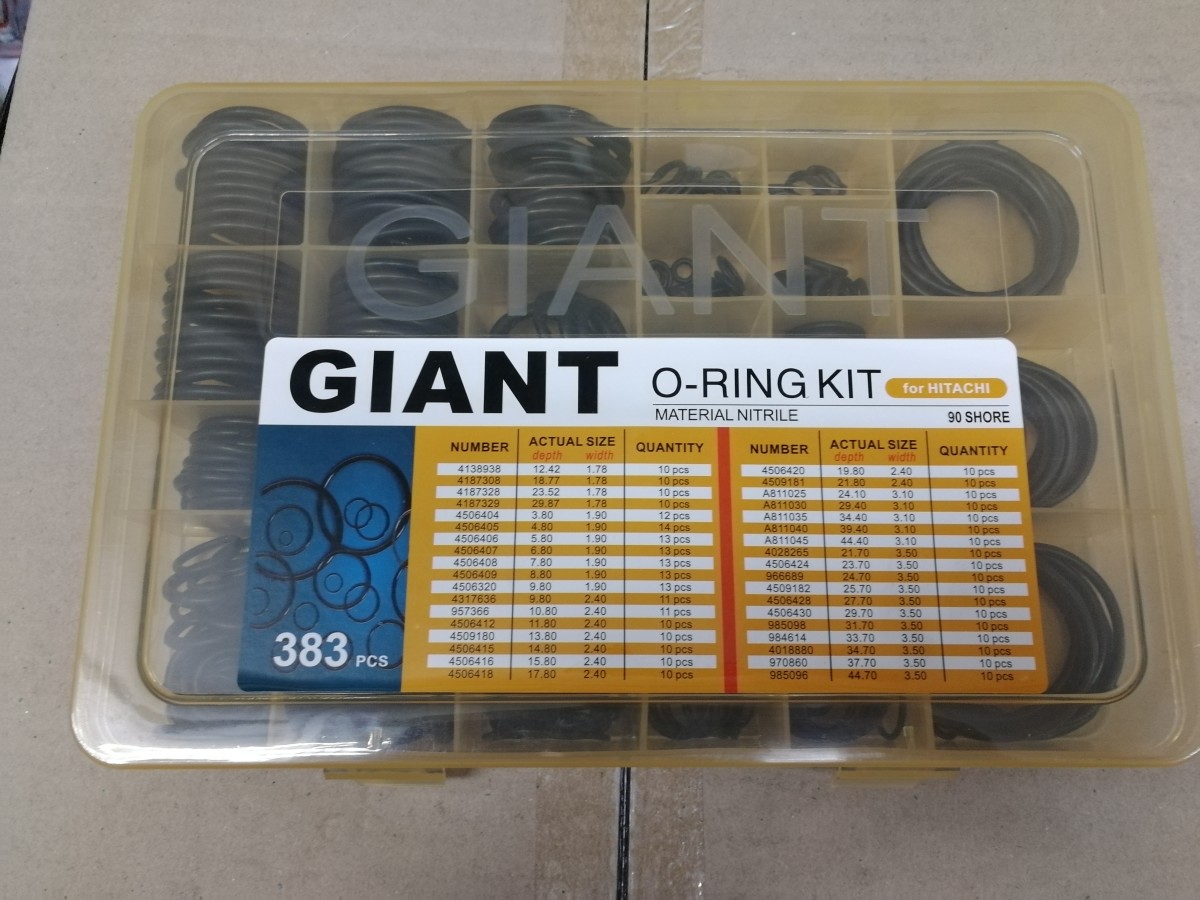 GIANT
GIANT
O-RING KIT
for HITACHI
MATERIAL NITRILE
90 SHORE
NUMBER ACTUAL SIZE QUANTITY
depth width
4138938 12.42 1.78 10 pcs
4187308 18.77 1.78 10 pcs
4187328 23.52 1.78 10 pcs
4187329 29.87 1.78 10 pcs
4506404 3.80 1.90 12 pcs
4506405 4.80 1.90 14 pcs
4506406 5.80 1.90 13 pcs
4506407 6.80 1.90 13 pcs
4506408 7.80 1.90 13 pcs
4506409 8.80 1.90 13 pcs
4506320 9.80 1.90 13 pcs
4317636 9.80 2.40 11 pcs
957366 10.80 2.40 11 pcs
4506412 11.80 2.40 10 pcs
4509180 13.80 2.40 10 pcs
4506415 14.80 2.40 10 pcs
4506416 15.80 2.40 10 pcs
4506418 17.80 2.40 10 pcs
NUMBER ACTUAL SIZE QUANTITY
depth width
4506420 19.80 2.40 10 pcs
4509181 21.80 2.40 10 pcs
A811025 24.10 3.10 10 pcs
A811030 29.40 3.10 10 pcs
A811035 34.40 3.10 10 pcs
A811040 39.40 3.10 10 pcs
A811045 44.40 3.10 10 pcs
4028265 21.70 3.50 10 pcs
4506424 23.70 3.50 10 pcs
966689 24.70 3.50 10 pcs
4509182 25.70 3.50 10 pcs
4506428 27.70 3.50 10 pcs
4506430 29.70 3.50 10 pcs
985098 31.70 3.50 10 pcs
984614 33.70 3.50 10 pcs
4018880 34.70 3.50 10 pcs
970860 37.70 3.50 10 pcs
985096 44.70 3.50 10 pcs
383 PCS